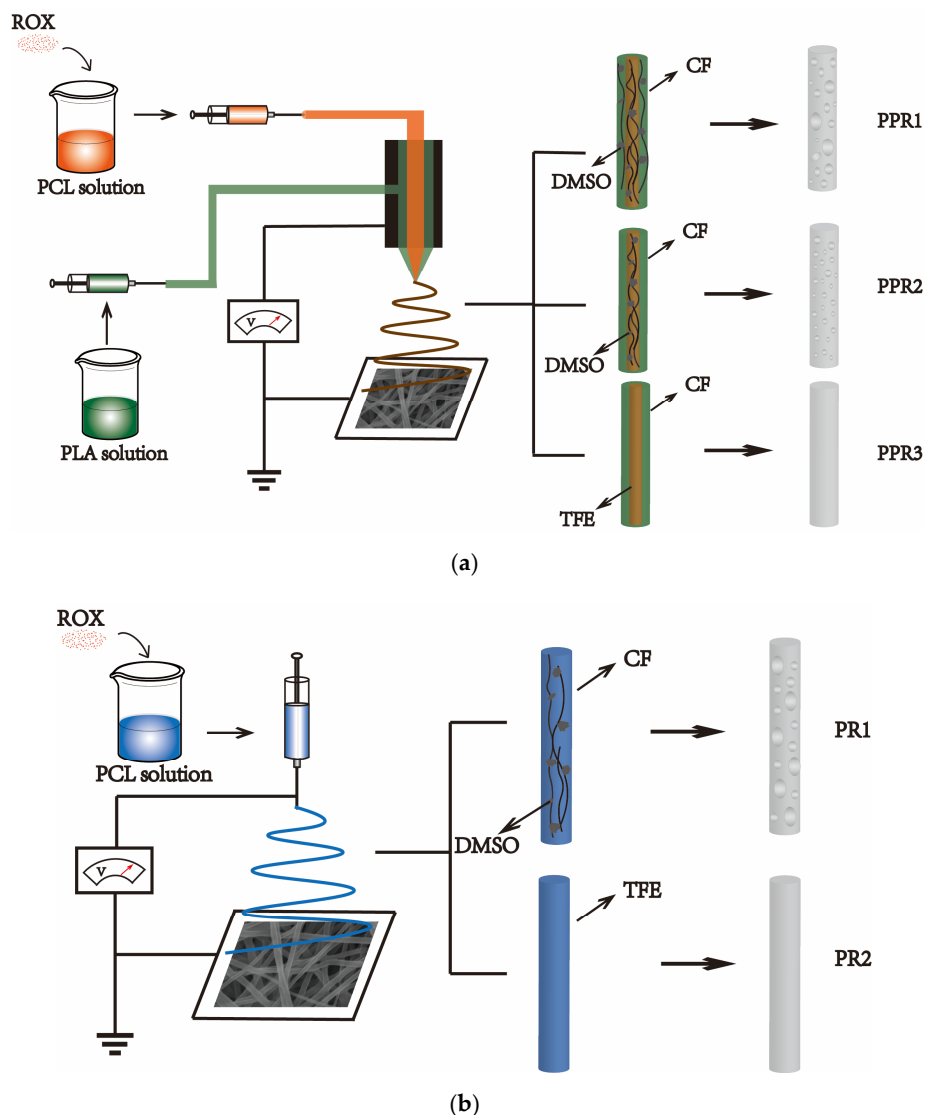 ROX
PCL solution
PLA solution
V
CF
DMSO
PPR1
CF
DMSO
PPR2
CF
TFE
PPR3
(a)
ROX
PCL solution
V
CF
DMSO
PR1
TFE
PR2
(b)